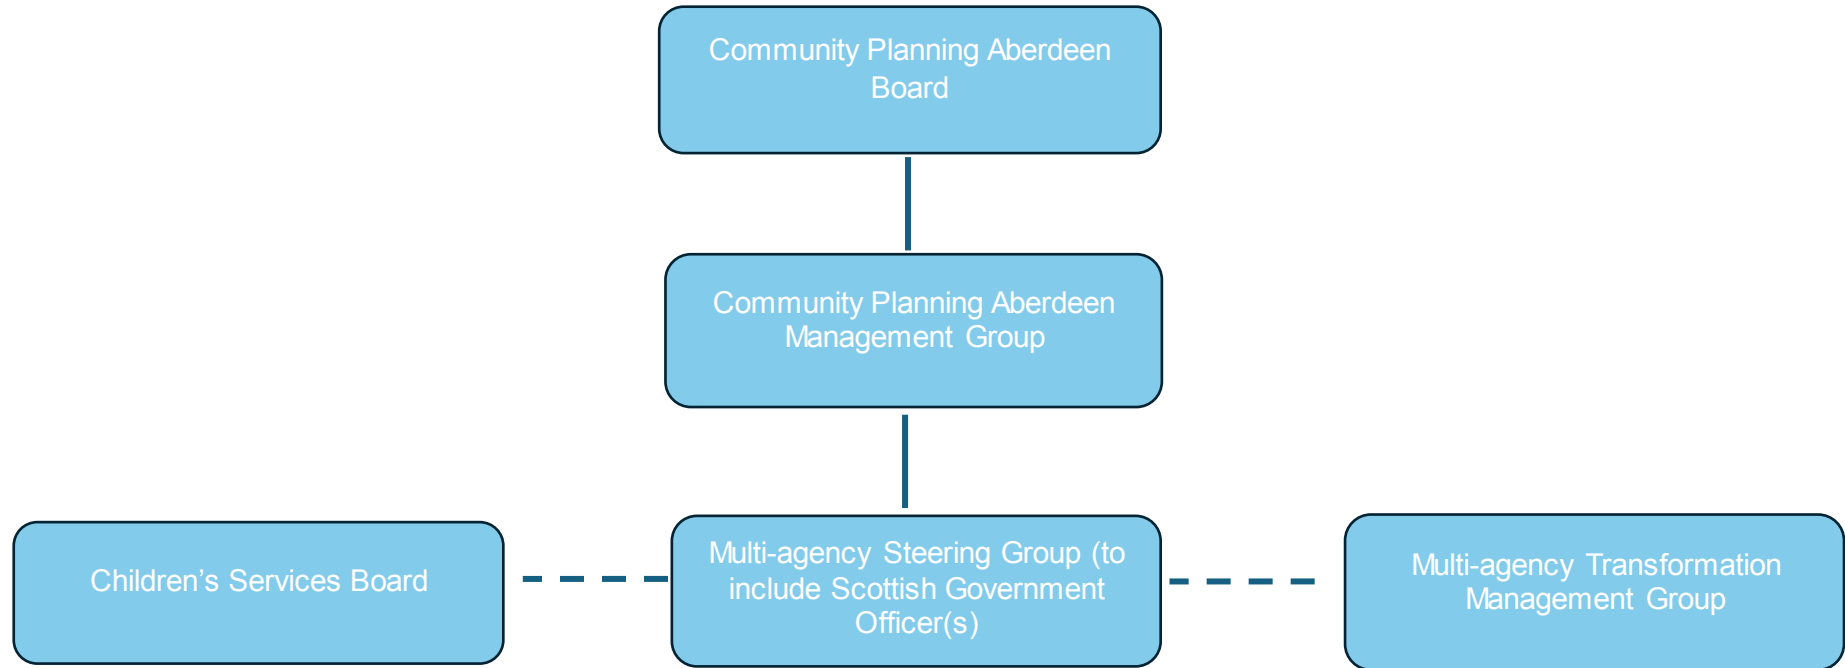 Community Planning Aberdeen
Board
Community Planning Aberdeen
Management Group
Children’s Services Board
Multi-agency Steering Group (to
include Scottish Government
Officer(s)
Multi-agency Transformation
Management Group